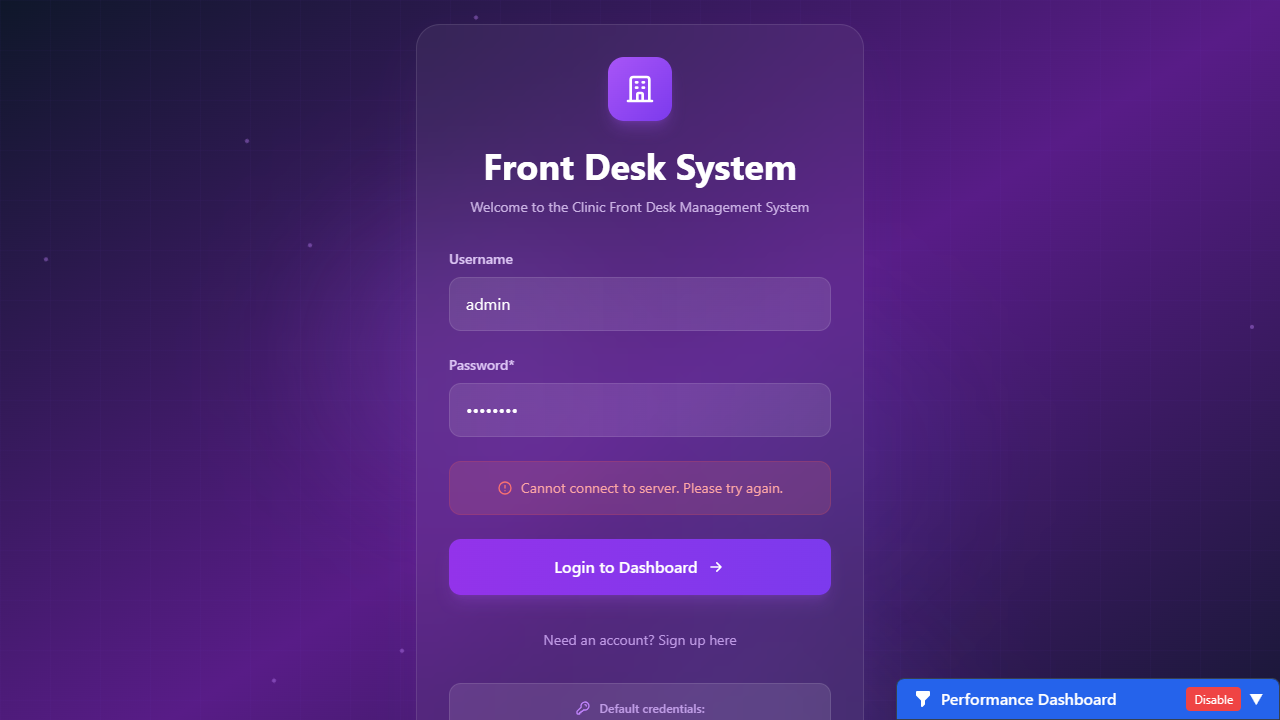 Front Desk System
Welcome to the Clinic Front Desk Management System
Username
admin
Password*
••••••••
Cannot connect to server. Please try again.
Login to Dashboard →
Need an account? Sign up here
Default credentials:
Performance Dashboard
Disable ▼